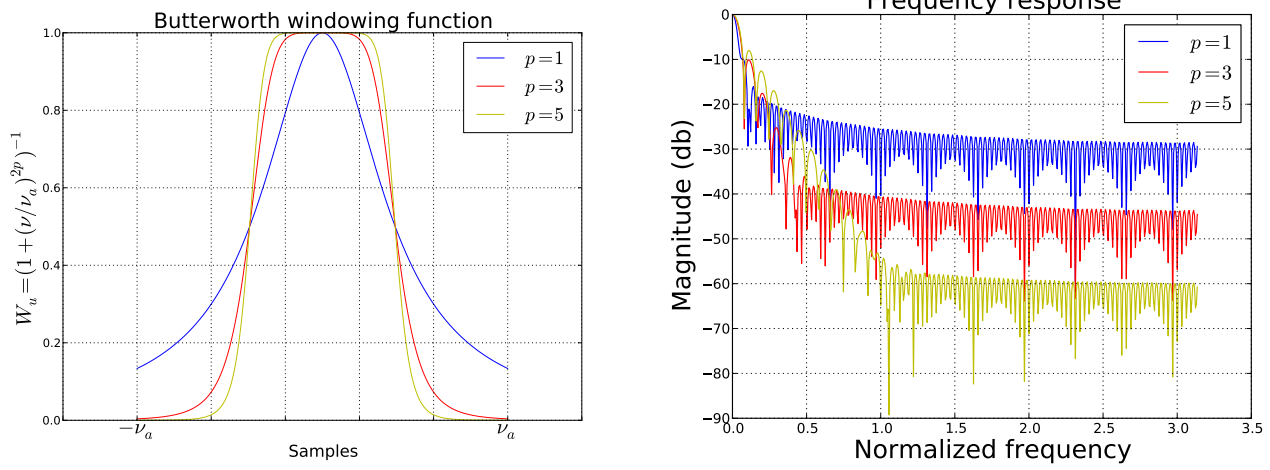 Butterworth windowing function
W_u = (1 + (ν/ν_a)^{2p})^{-1}
1.0
0.8
0.6
0.4
0.2
0.0
p = 1
p = 3
p = 5
−ν_a
ν_a
Samples
Frequency response
Magnitude (db)
0
−10
−20
−30
−40
−50
−60
−70
−80
−90
p = 1
p = 3
p = 5
0.0 0.5 1.0 1.5 2.0 2.5 3.0 3.5
Normalized frequency